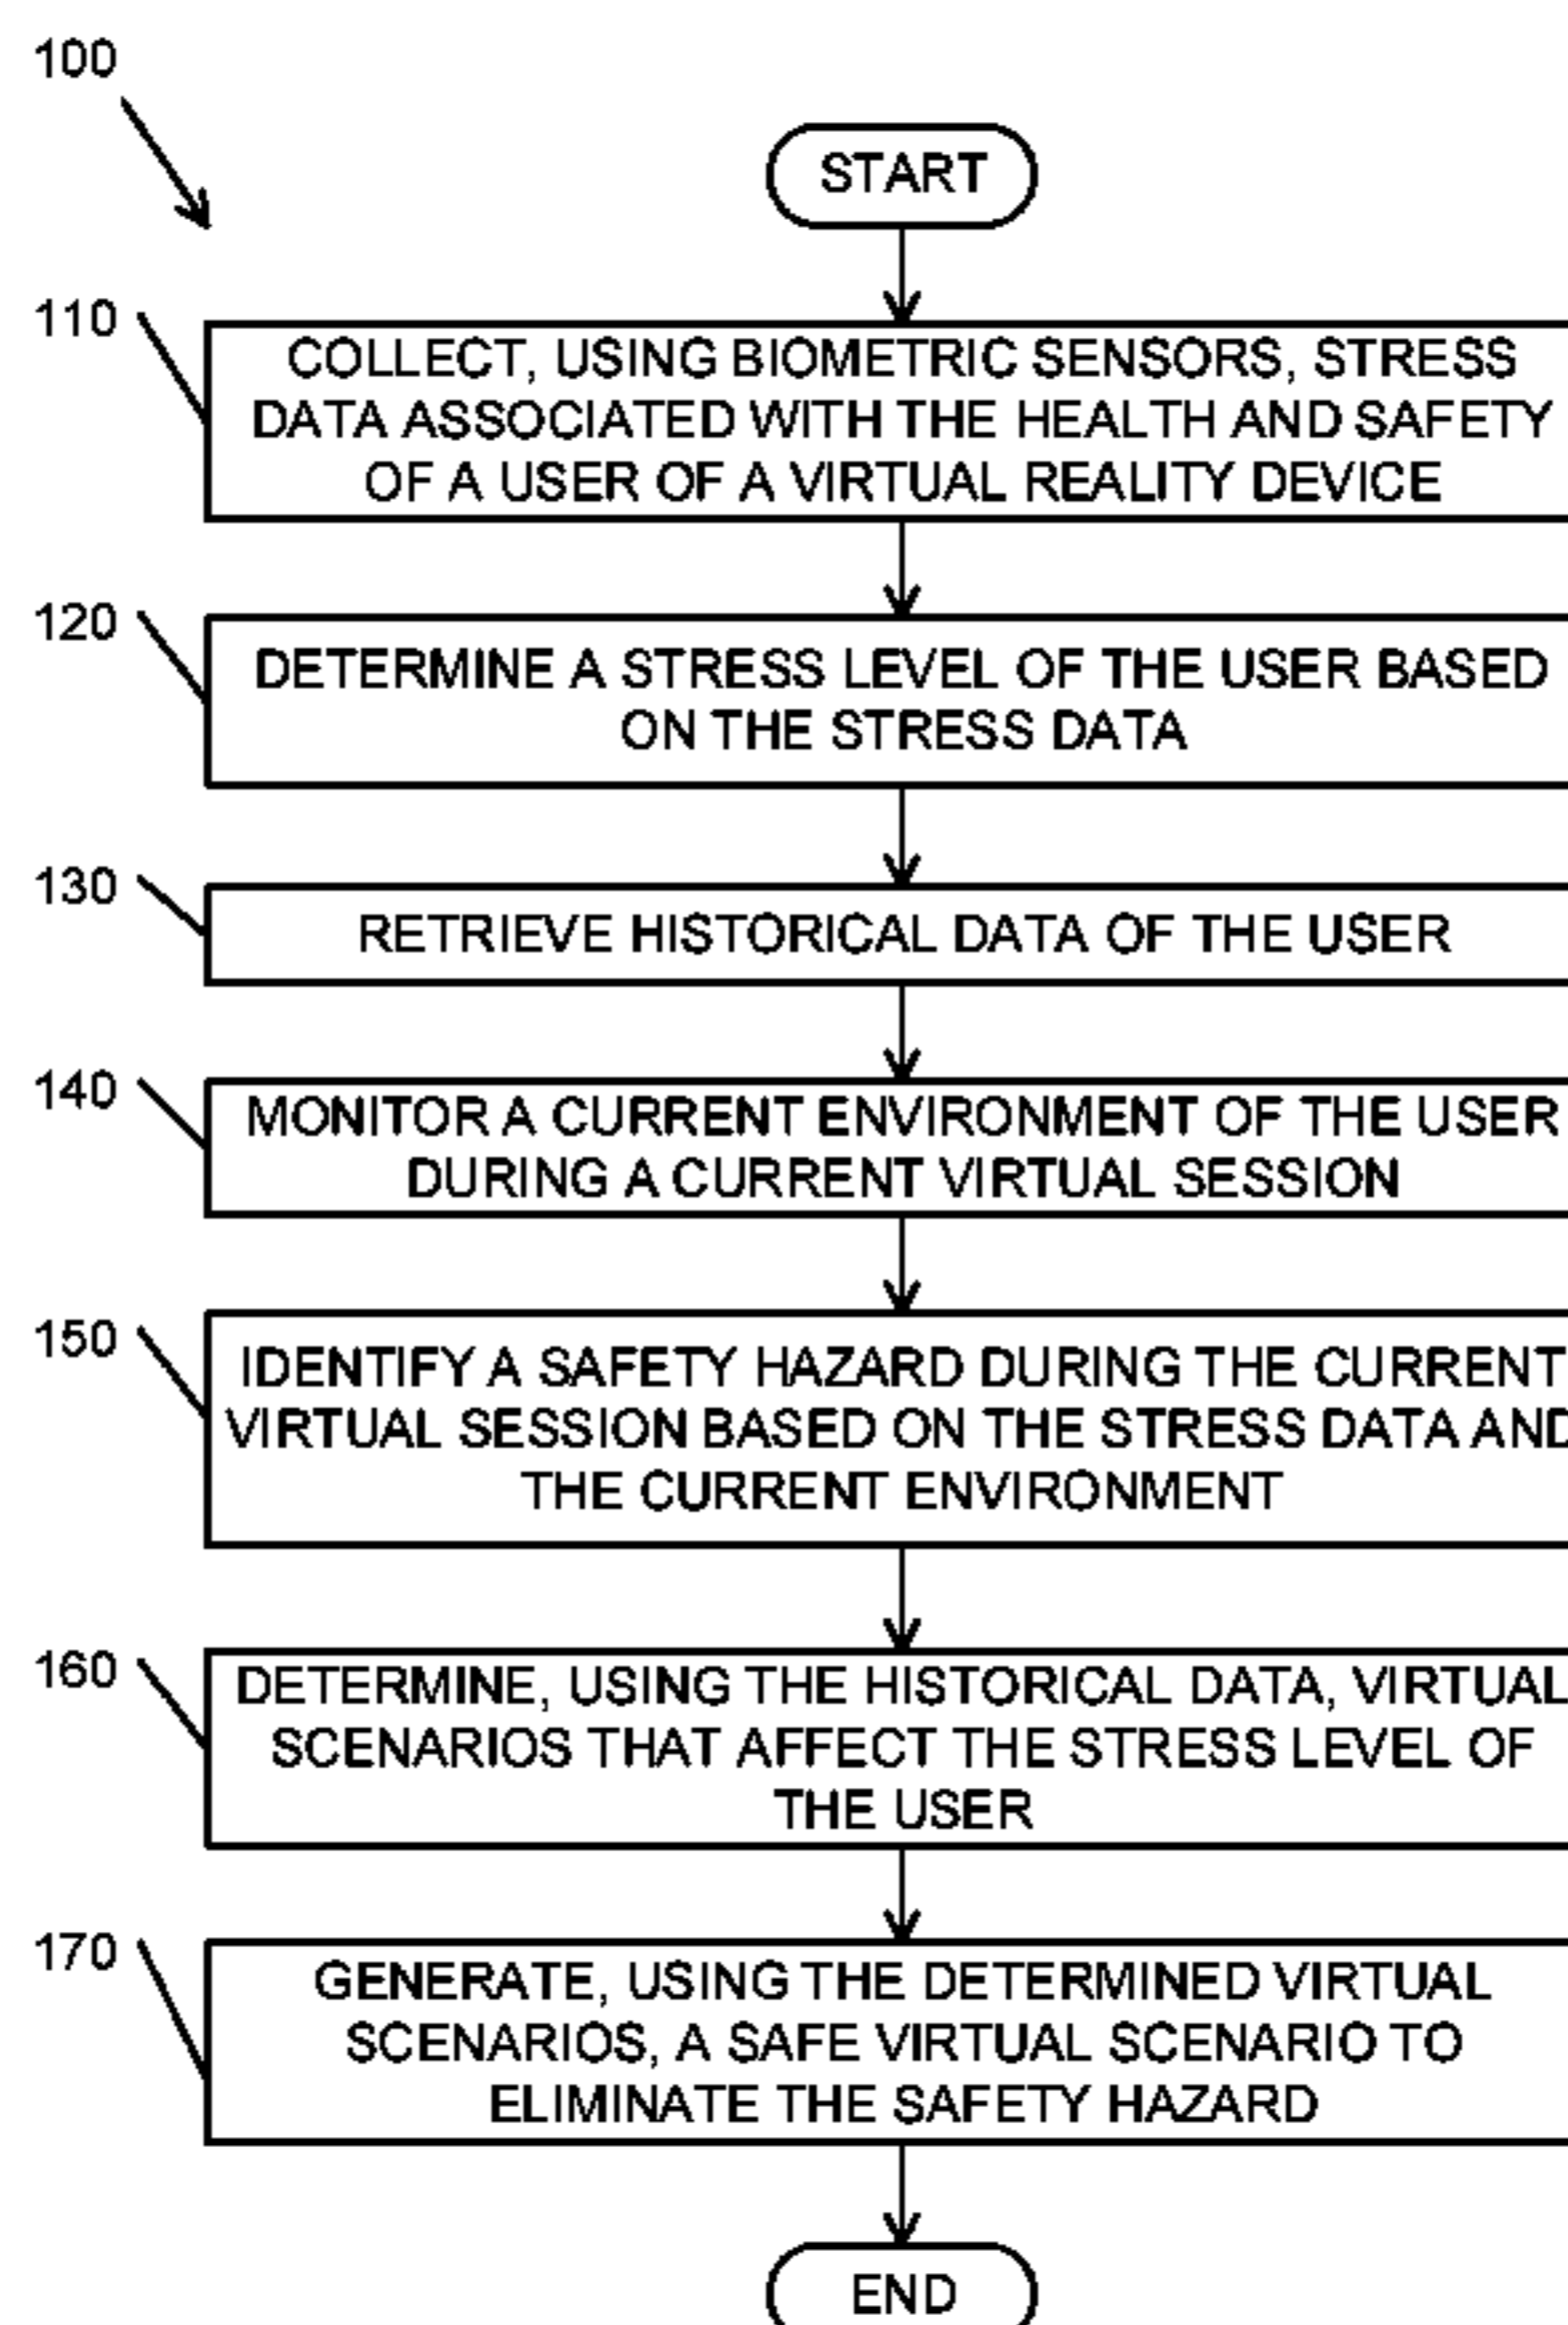 100
START
110
COLLECT, USING BIOMETRIC SENSORS, STRESS
DATA ASSOCIATED WITH THE HEALTH AND SAFETY
OF A USER OF A VIRTUAL REALITY DEVICE
120
DETERMINE A STRESS LEVEL OF THE USER BASED
ON THE STRESS DATA
130
RETRIEVE HISTORICAL DATA OF THE USER
140
MONITOR A CURRENT ENVIRONMENT OF THE USER
DURING A CURRENT VIRTUAL SESSION
150
IDENTIFY A SAFETY HAZARD DURING THE CURRENT
VIRTUAL SESSION BASED ON THE STRESS DATA AND
THE CURRENT ENVIRONMENT
160
DETERMINE, USING THE HISTORICAL DATA, VIRTUAL
SCENARIOS THAT AFFECT THE STRESS LEVEL OF
THE USER
170
GENERATE, USING THE DETERMINED VIRTUAL
SCENARIOS, A SAFE VIRTUAL SCENARIO TO
ELIMINATE THE SAFETY HAZARD
END